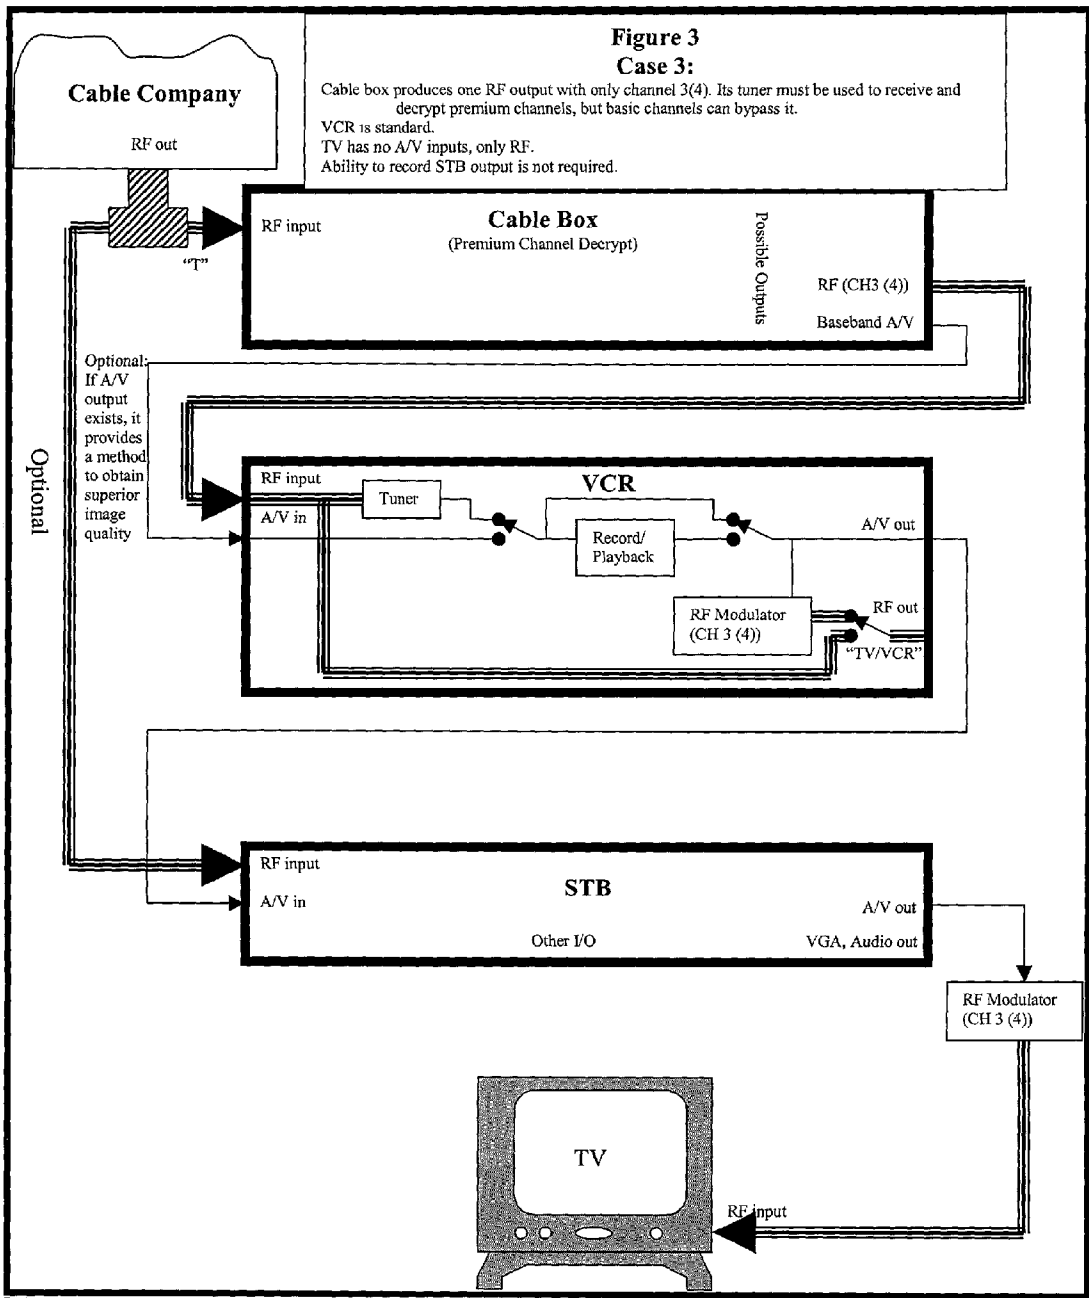 Figure 3
Case 3:
Cable box produces one RF output with only channel 3(4). Its tuner must be used to receive and
decrypt premium channels, but basic channels can bypass it.
VCR is standard.
TV has no A/V inputs, only RF.
Ability to record STB output is not required.
Cable Company
RF out
"T"
RF input
Cable Box
(Premium Channel Decrypt)
Possible Outputs
RF (CH3 (4))
Baseband A/V
Optional:
If A/V
output
exists, it
provides
a method
to obtain
superior
image
quality
Optional
RF input
VCR
Tuner
A/V in
A/V out
Record/
Playback
RF Modulator
(CH 3 (4))
RF out
"TV/VCR"
RF input
STB
A/V in
A/V out
Other I/O
VGA, Audio out
RF Modulator
(CH 3 (4))
TV
RF input